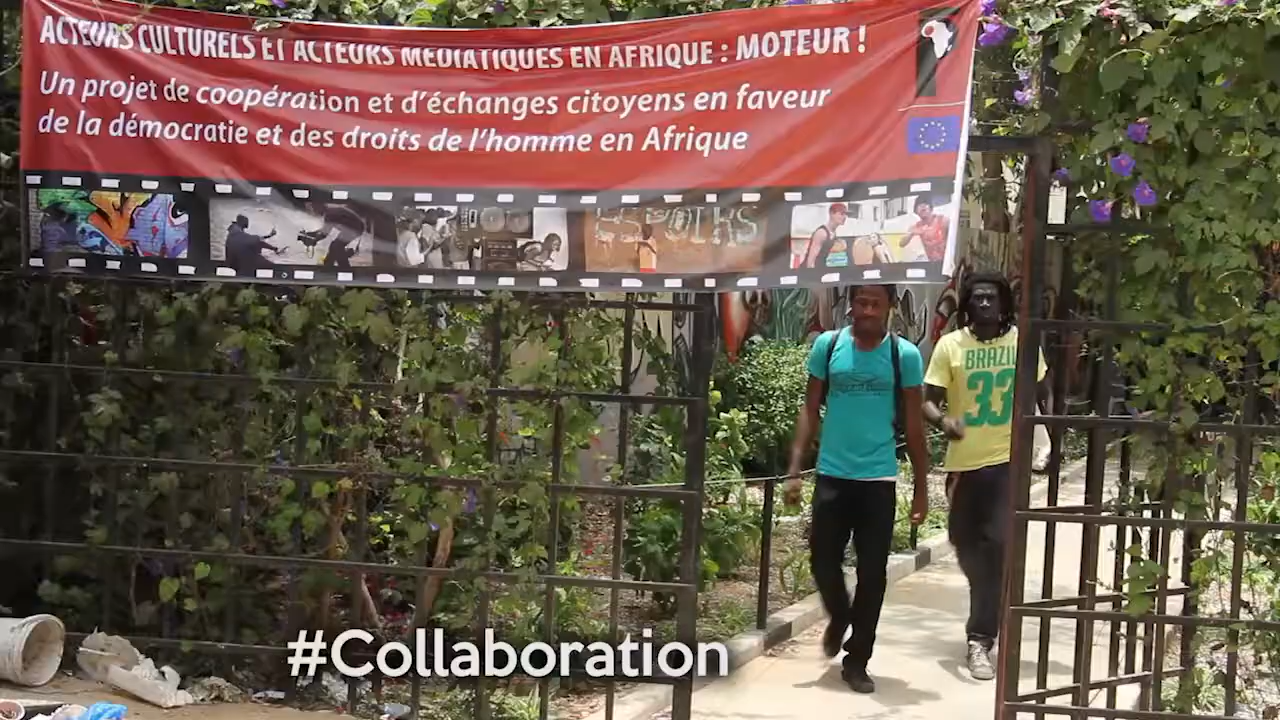 ACTEURS CULTURELS ET ACTEURS MEDIATIQUES EN AFRIQUE : MOTEUR !
Un projet de coopération et d'échanges citoyens en faveur
de la démocratie et des droits de l'homme en Afrique
ESPOIRS
BRAZIL
33
#Collaboration